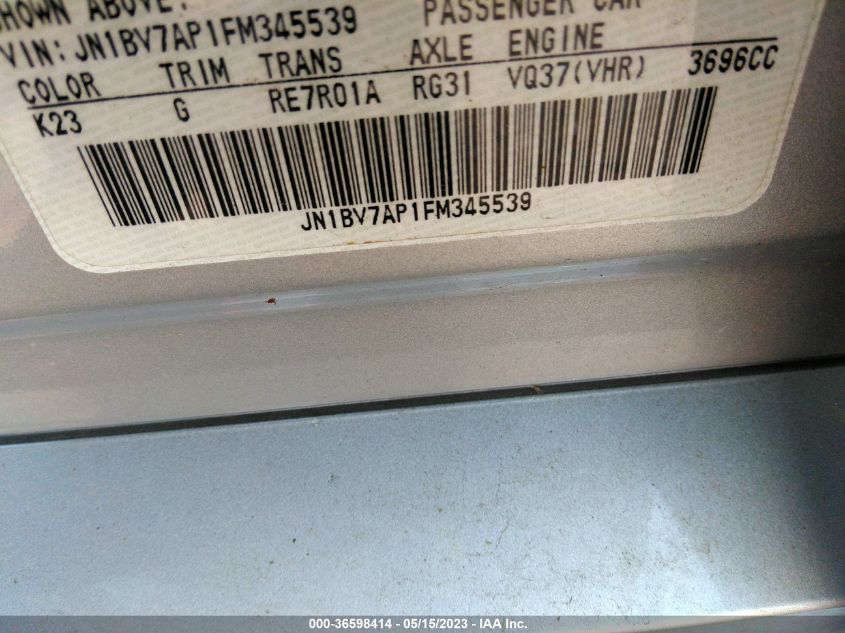 SHOWN ABOVE.
VIN: JN1BV7AP1FM345539 PASSENGER CAR
COLOR TRIM TRANS AXLE ENGINE
K23 G RE7R01A RG31 VQ37(VHR) 3696CC
JN1BV7AP1FM345539
000-36598414 - 05/15/2023 - IAA Inc.